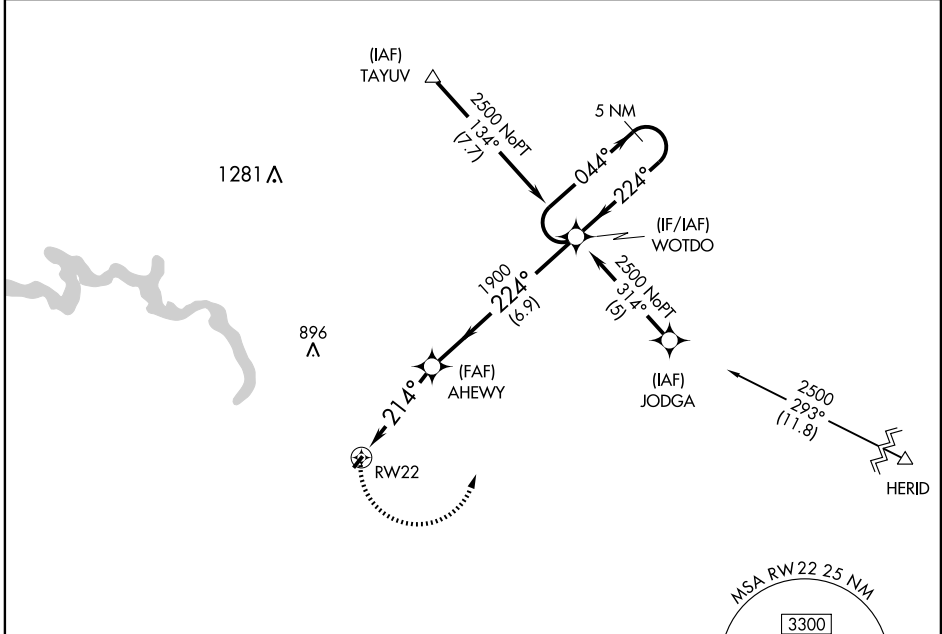 (IAF)
TAYUV
2500 NoPT
134°
(7.7)
5 NM
044°
224°
1281
(IF/IAF)
WOTDO
1900
224°
(6.9)
2500 NoPT
314°
(5)
896
(FAF)
AHEWY
(IAF)
JODGA
214°
2500
293°
(11.8)
RW22
HERID
MSA RW22 25 NM
3300